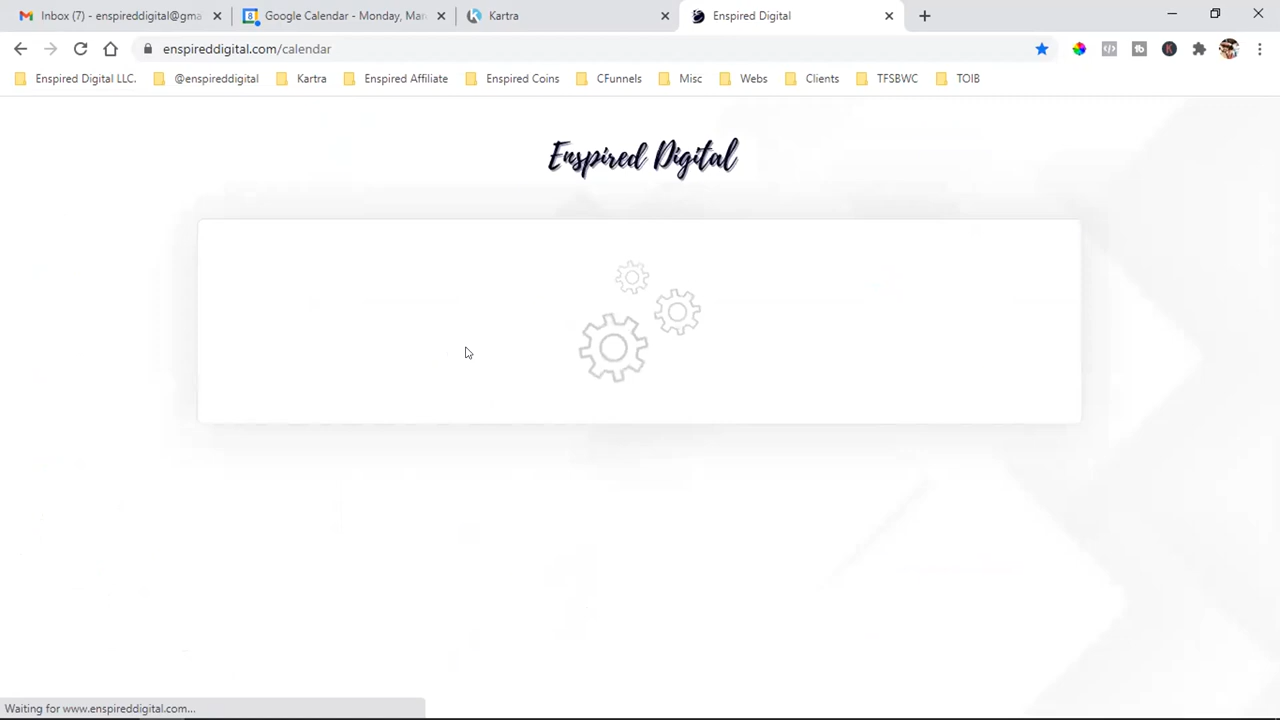 Inbox (7) - enspireddigital@gma
Google Calendar - Monday, Mar
Kartra
Enspired Digital
enspireddigital.com/calendar
Enspired Digital LLC.
@enspireddigital
Kartra
Enspired Affiliate
Enspired Coins
CFunnels
Misc
Webs
Clients
TFSBWC
TOIB
Enspired Digital
Waiting for www.enspireddigital.com...